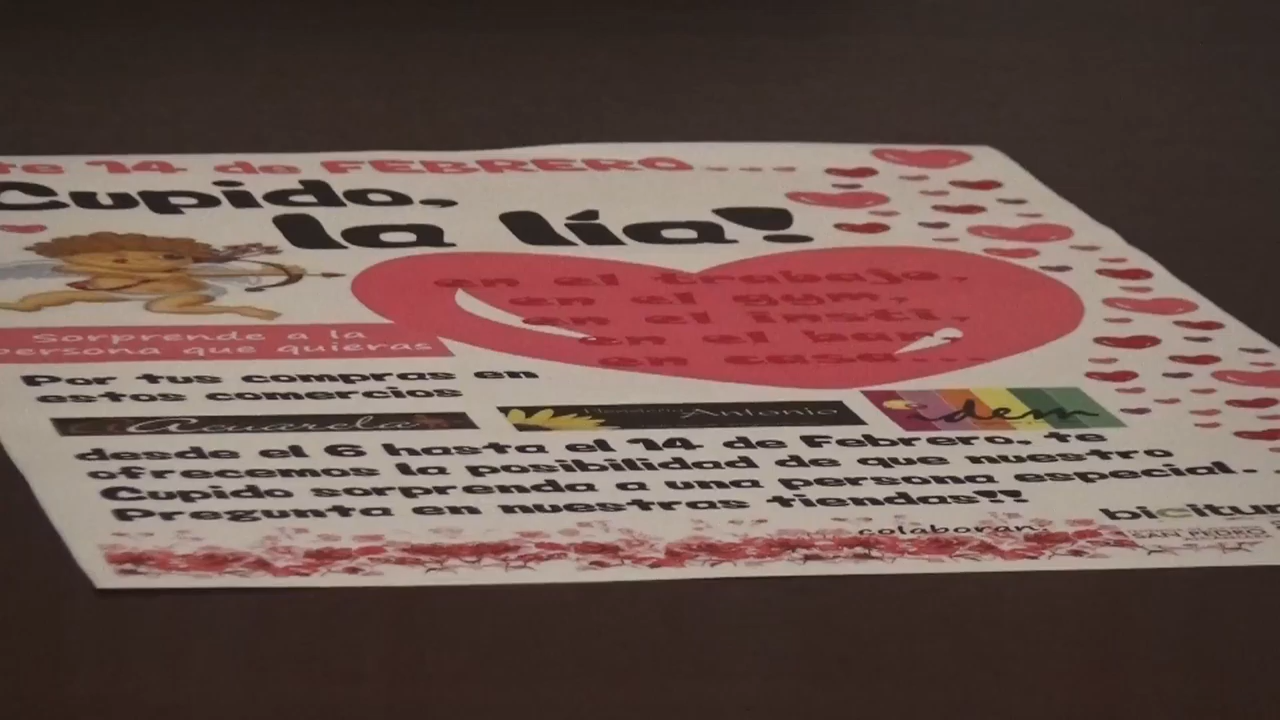 te 14 de FEBRERO....
Cupido,
la lía!
en el trabajo,
en el gym,
en el insti,
en el bar,
en casa...
Sorprende a la
persona que quieras
Por tus compras en
estos comercios
Acuarela
Floristería Antonio
idem
desde el 6 hasta el 14 de Febrero, te
ofrecemos la posibilidad de que nuestro
Cupido sorprenda a una persona especial.
Pregunta en nuestras tiendas!!
colaboran:
bicitur
SAN PEDRO